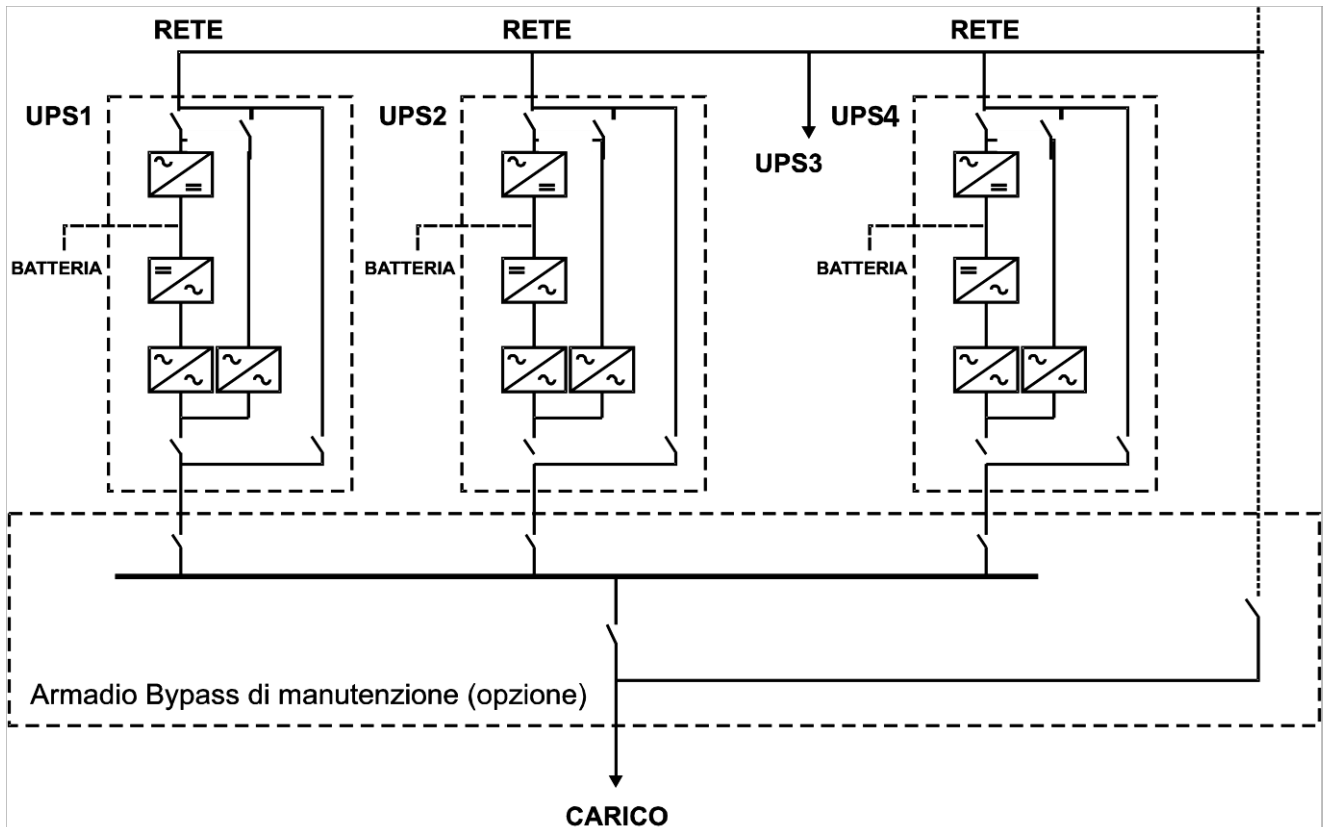 RETE RETE RETE
UPS1 UPS2 UPS4
UPS3
BATTERIA BATTERIA BATTERIA
Armadio Bypass di manutenzione (opzione)
CARICO